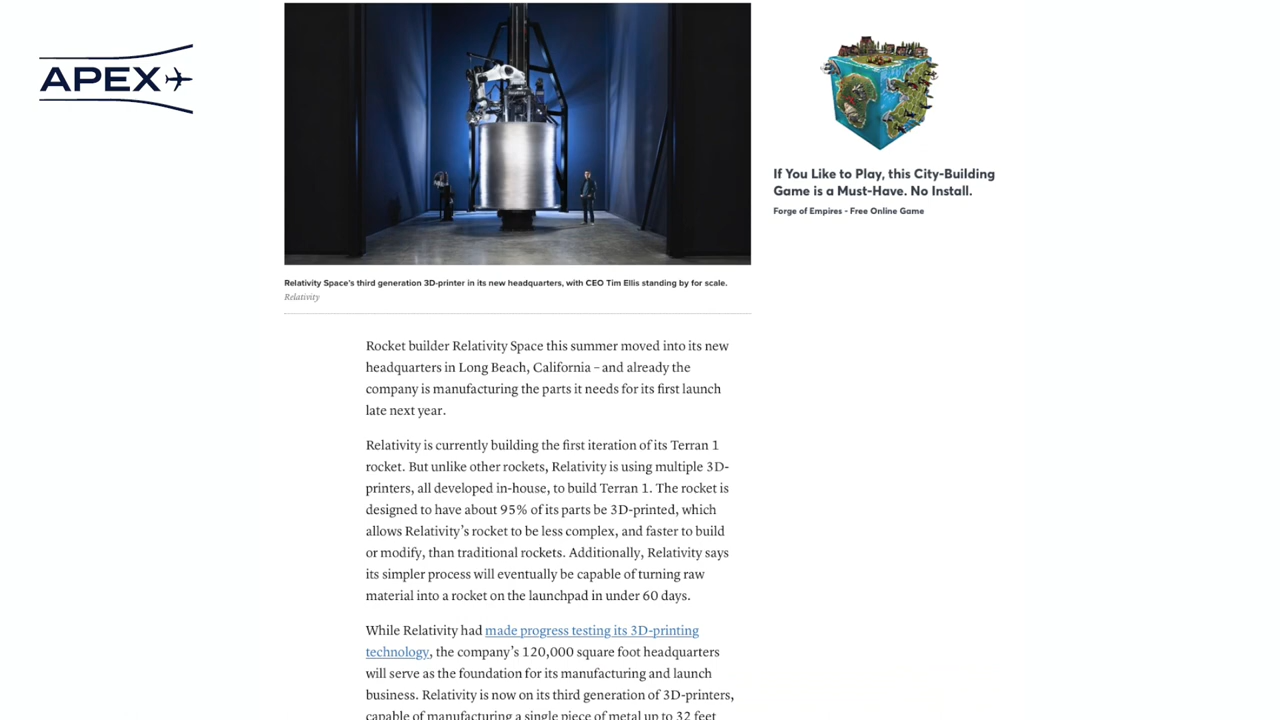 APEX
If You Like to Play, this City-Building
Game is a Must-Have. No Install.
Forge of Empires - Free Online Game
Relativity Space's third generation 3D-printer in its new headquarters, with CEO Tim Ellis standing by for scale.
Relativity
Rocket builder Relativity Space this summer moved into its new
headquarters in Long Beach, California – and already the
company is manufacturing the parts it needs for its first launch
late next year.
Relativity is currently building the first iteration of its Terran 1
rocket. But unlike other rockets, Relativity is using multiple 3D-
printers, all developed in-house, to build Terran 1. The rocket is
designed to have about 95% of its parts be 3D-printed, which
allows Relativity's rocket to be less complex, and faster to build
or modify, than traditional rockets. Additionally, Relativity says
its simpler process will eventually be capable of turning raw
material into a rocket on the launchpad in under 60 days.
While Relativity had made progress testing its 3D-printing
technology, the company's 120,000 square foot headquarters
will serve as the foundation for its manufacturing and launch
business. Relativity is now on its third generation of 3D-printers,
capable of manufacturing a single piece of metal up to 32 feet